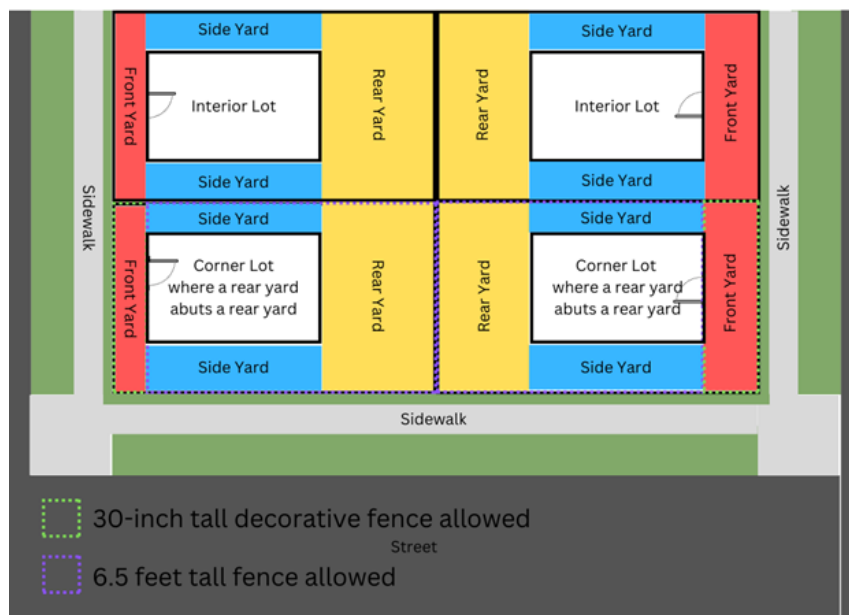 Side Yard
Side Yard
Front Yard
Interior Lot
Rear Yard
Rear Yard
Interior Lot
Front Yard
Side Yard
Side Yard
Sidewalk
Sidewalk
Side Yard
Side Yard
Front Yard
Corner Lot
where a rear yard
abuts a rear yard
Rear Yard
Rear Yard
Corner Lot
where a rear yard
abuts a rear yard
Front Yard
Side Yard
Side Yard
Sidewalk
30-inch tall decorative fence allowed
Street
6.5 feet tall fence allowed